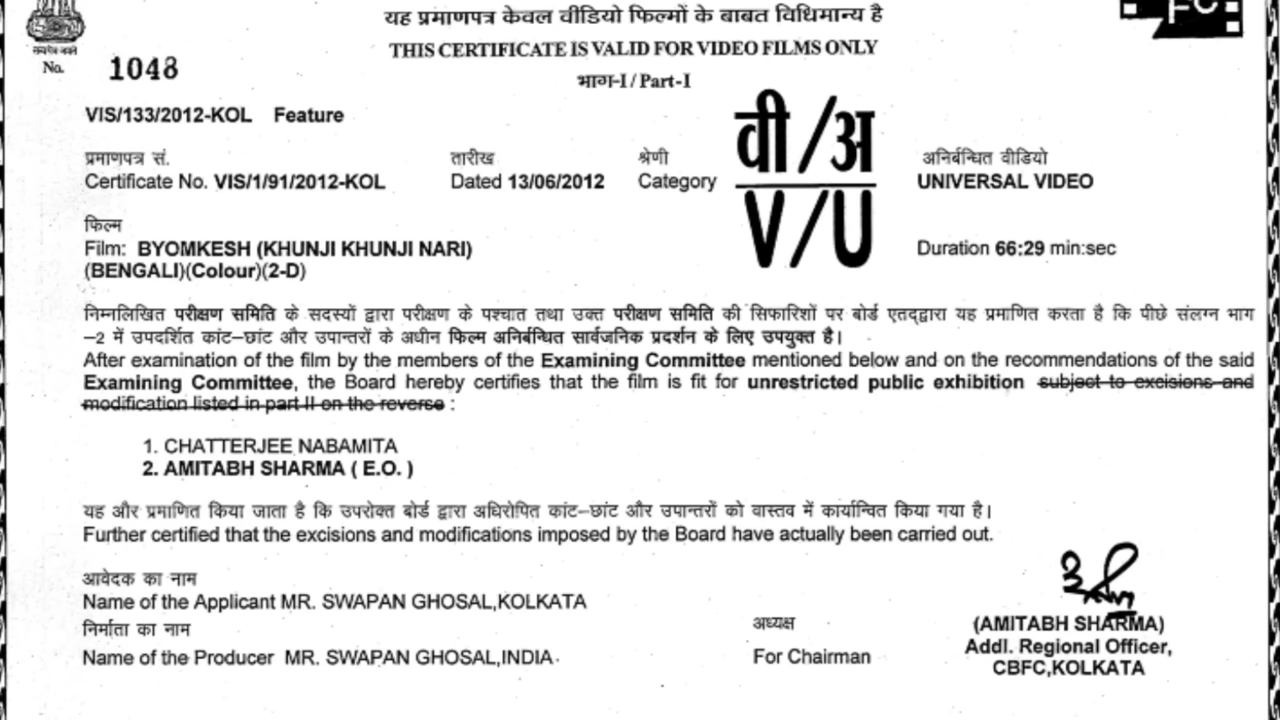 यह प्रमाणपत्र केवल वीडियो फिल्मों के बाबत विधिमान्य है
THIS CERTIFICATE IS VALID FOR VIDEO FILMS ONLY
भाग-I / Part-I
सत्यमेव जयते
No. 1048
FC
VIS/133/2012-KOL Feature
प्रमाणपत्र सं. तारीख श्रेणी वी/अ अनिर्बन्धित वीडियो
Certificate No. VIS/1/91/2012-KOL Dated 13/06/2012 Category V/U UNIVERSAL VIDEO
फिल्म
Film: BYOMKESH (KHUNJI KHUNJI NARI) Duration 66:29 min:sec
(BENGALI)(Colour)(2-D)
निम्नलिखित परीक्षण समिति के सदस्यों द्वारा परीक्षण के पश्चात तथा उक्त परीक्षण समिति की सिफारिशों पर बोर्ड एतद्द्वारा यह प्रमाणित करता है कि पीछे संलग्न भाग
–2 में उपदर्शित कांट–छांट और उपान्तरों के अधीन फिल्म अनिर्बन्धित सार्वजनिक प्रदर्शन के लिए उपयुक्त है।
After examination of the film by the members of the Examining Committee mentioned below and on the recommendations of the said
Examining Committee, the Board hereby certifies that the film is fit for unrestricted public exhibition subject to excisions and
modification listed in part II on the reverse :
1. CHATTERJEE NABAMITA
2. AMITABH SHARMA ( E.O. )
यह और प्रमाणित किया जाता है कि उपरोक्त बोर्ड द्वारा अधिरोपित कांट–छांट और उपान्तरों को वास्तव में कार्यान्वित किया गया है।
Further certified that the excisions and modifications imposed by the Board have actually been carried out.
आवेदक का नाम
Name of the Applicant MR. SWAPAN GHOSAL,KOLKATA
निर्माता का नाम
Name of the Producer MR. SWAPAN GHOSAL,INDIA
अध्यक्ष
For Chairman
(AMITABH SHARMA)
Addl. Regional Officer,
CBFC,KOLKATA